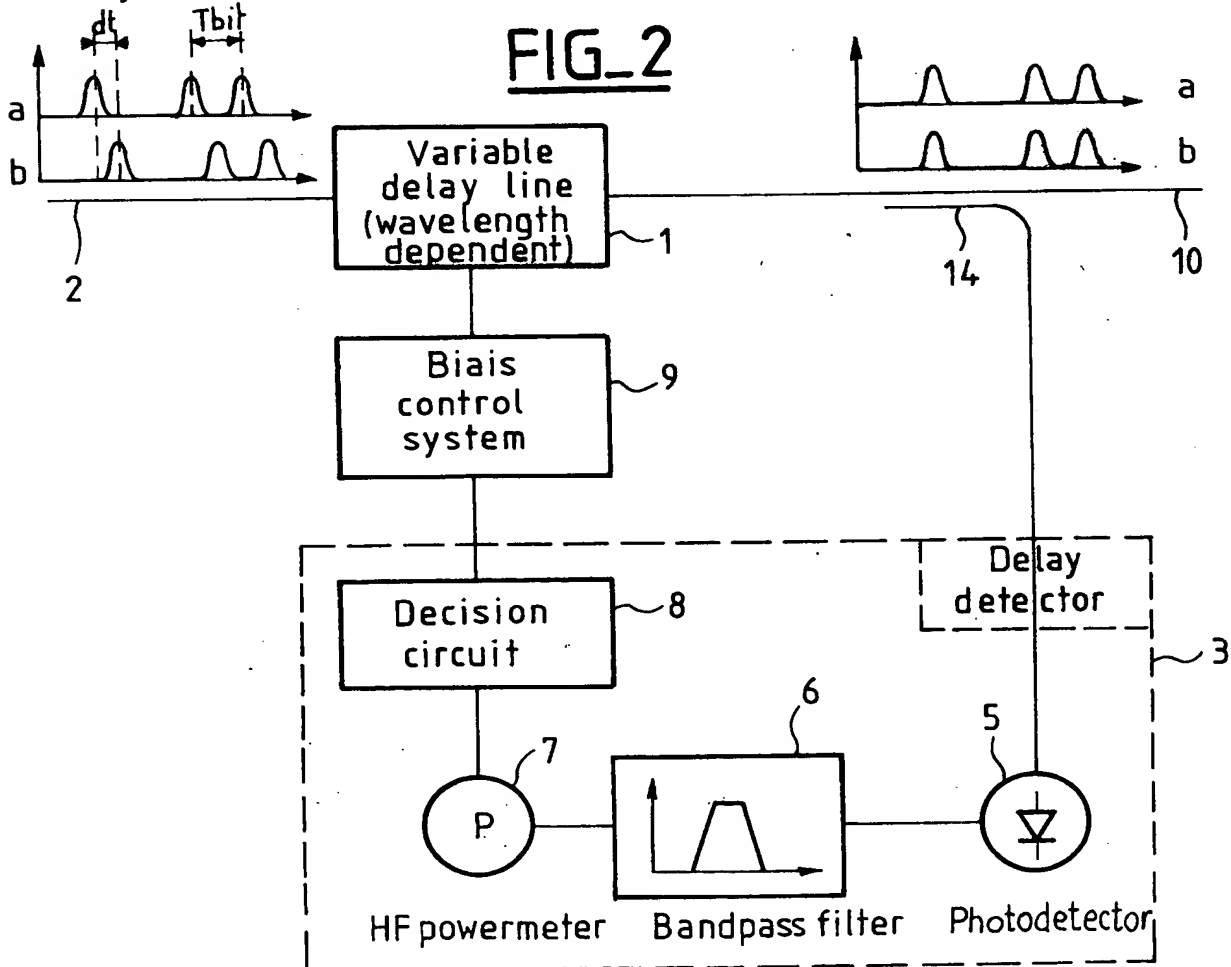 dt
Tbit
FIG_2
a
b
a
b
Variable
delay line
(wavelength
dependent)
1
2
14
10
Biais
control
system
9
Delay
detector
3
Decision
circuit
8
7
P
6
5
HF powermeter
Bandpass filter
Photodetector